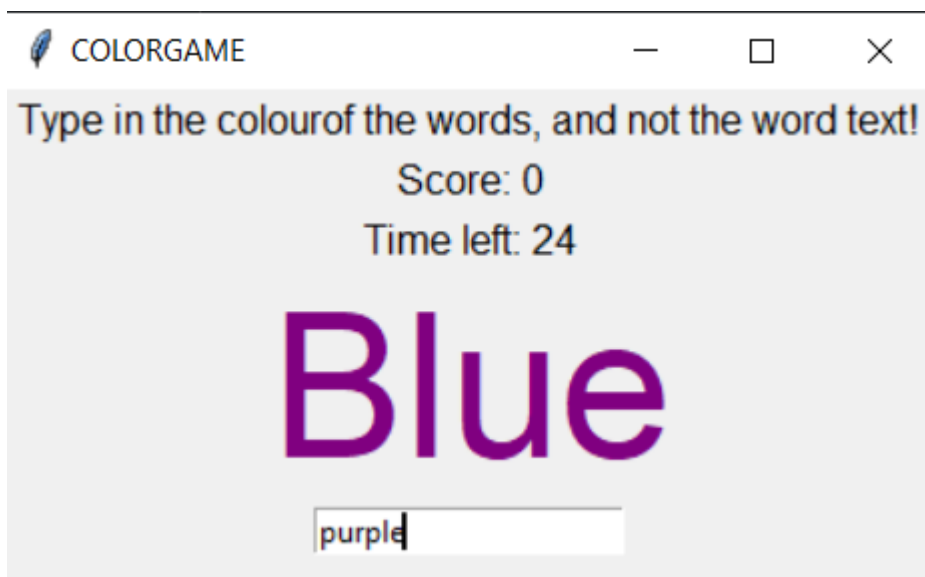 COLORGAME
Type in the colourof the words, and not the word text!
Score: 0
Time left: 24
Blue
purple